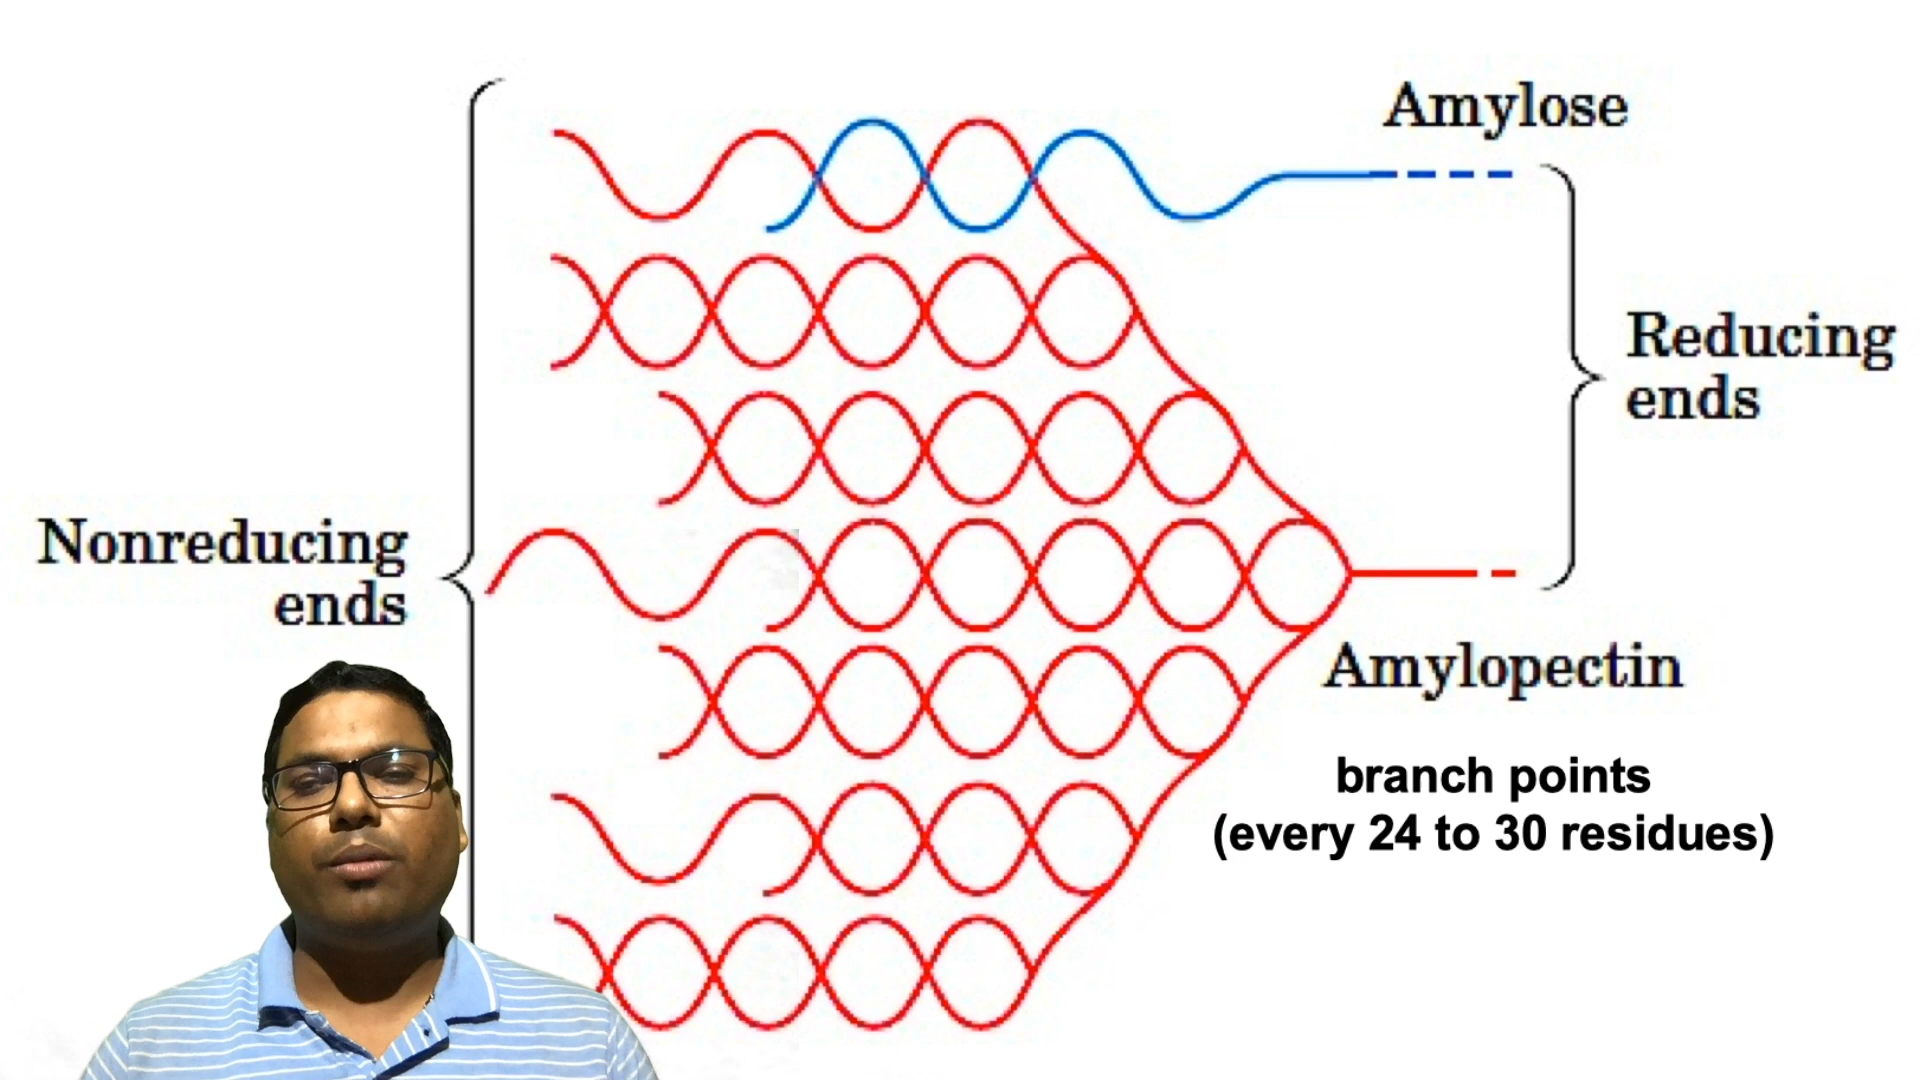 Amylose
Reducing
ends
Nonreducing
ends
Amylopectin
branch points
(every 24 to 30 residues)